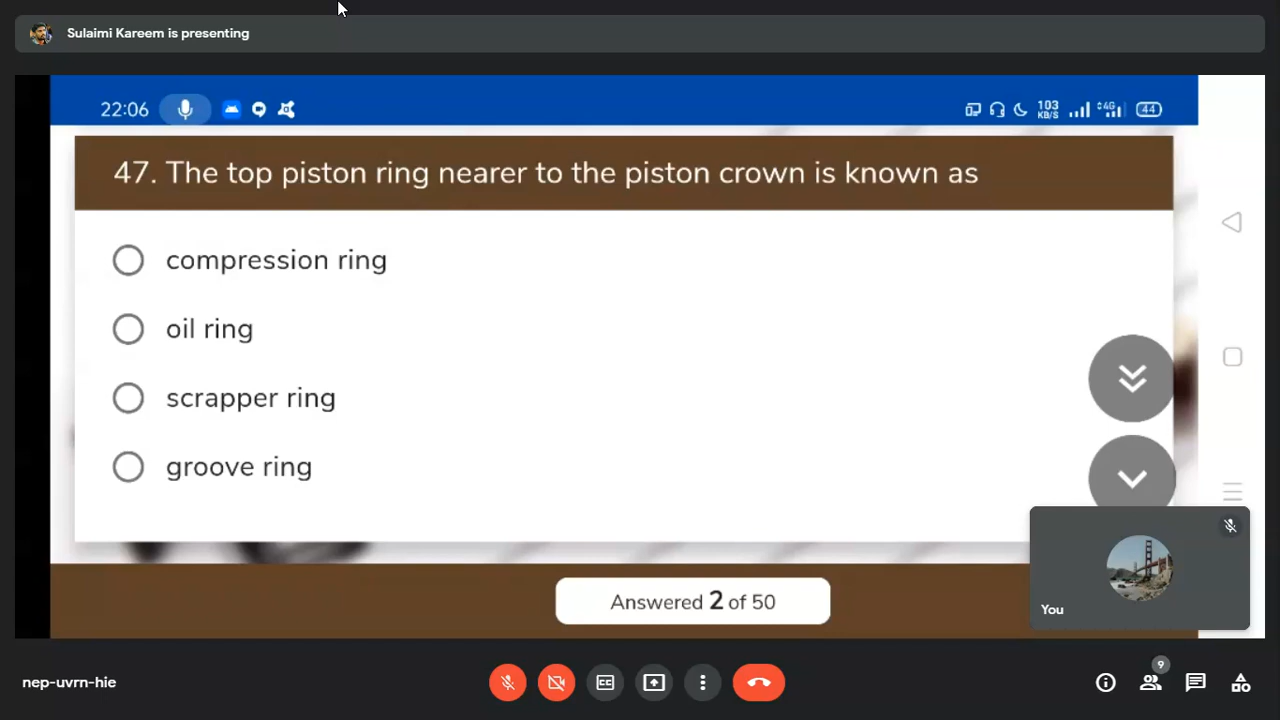 Sulaimi Kareem is presenting
22:06
103
KB/S
4G
44
47. The top piston ring nearer to the piston crown is known as
compression ring
oil ring
scrapper ring
groove ring
Answered 2 of 50
You
nep-uvrn-hie
CC
9